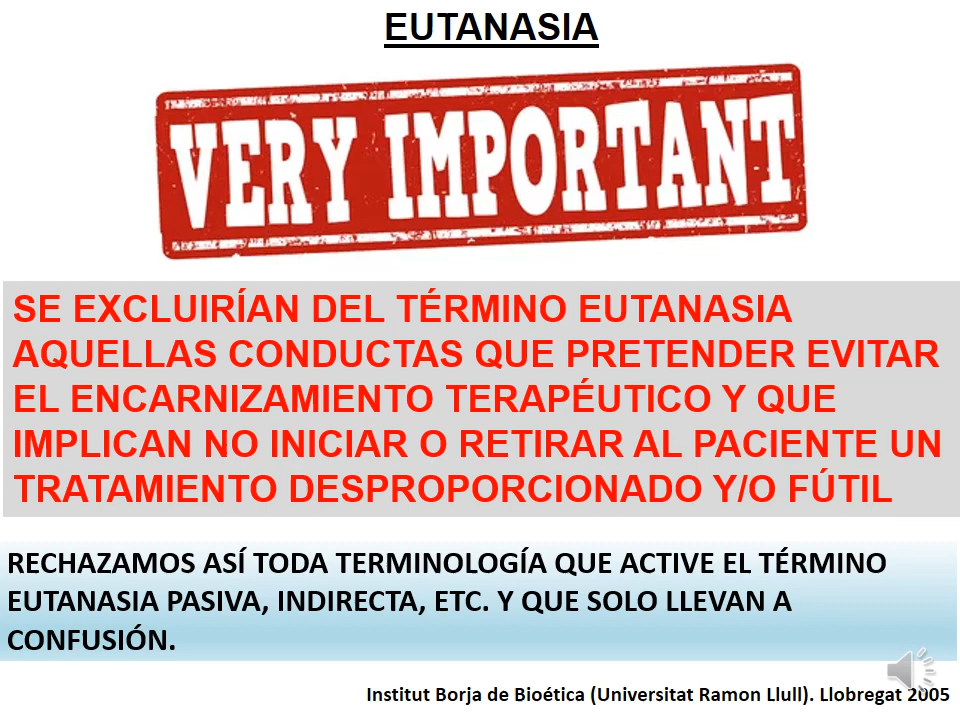 EUTANASIA
VERY IMPORTANT
SE EXCLUIRÍAN DEL TÉRMINO EUTANASIA
AQUELLAS CONDUCTAS QUE PRETENDER EVITAR
EL ENCARNIZAMIENTO TERAPÉUTICO Y QUE
IMPLICAN NO INICIAR O RETIRAR AL PACIENTE UN
TRATAMIENTO DESPROPORCIONADO Y/O FÚTIL
RECHAZAMOS ASÍ TODA TERMINOLOGÍA QUE ACTIVE EL TÉRMINO
EUTANASIA PASIVA, INDIRECTA, ETC. Y QUE SOLO LLEVAN A
CONFUSIÓN.
Institut Borja de Bioética (Universitat Ramon Llull). Llobregat 2005